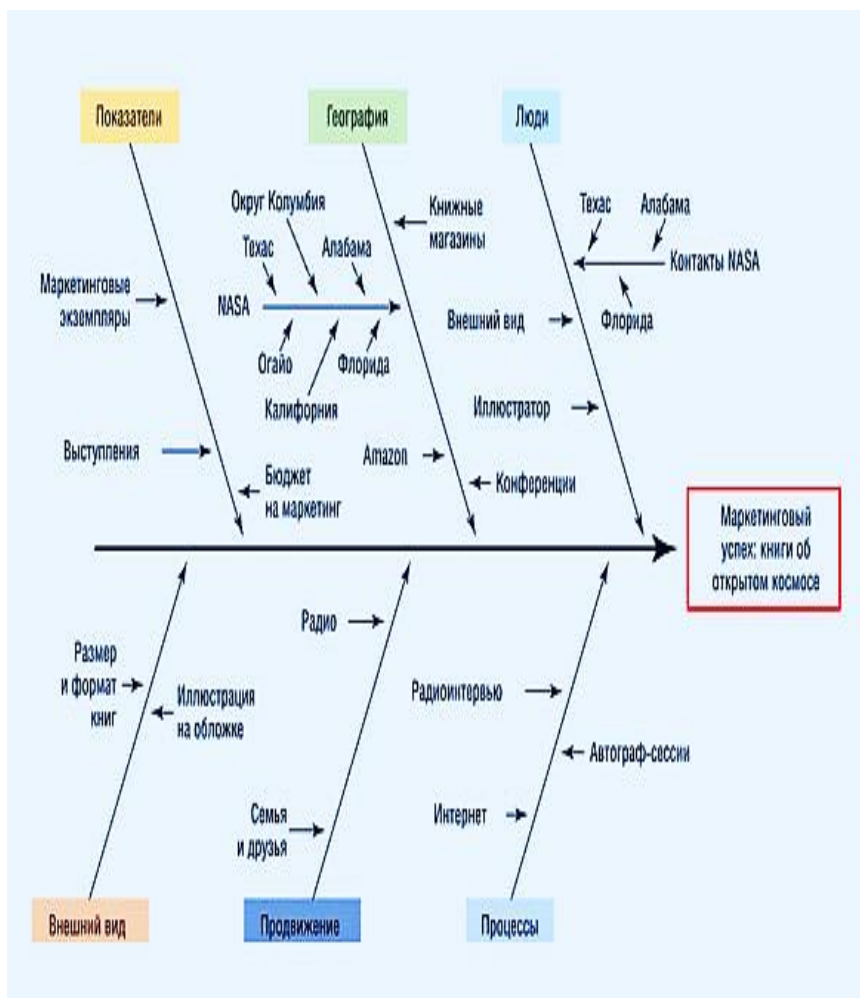 Показатели
География
Люди
Округ Колумбия
Книжные
магазины
Техас
Алабама
Техас
Алабама
Контакты NASA
Маркетинговые
экземпляры
NASA
Внешний вид
Флорида
Огайо
Флорида
Калифорния
Иллюстратор
Выступления
Amazon
Бюджет
на маркетинг
Конференции
Маркетинговый
успех: книги об
открытом космосе
Радио
Размер
и формат
книг
Иллюстрация
на обложке
Радиоинтервью
Автограф-сессии
Семья
и друзья
Интернет
Внешний вид
Продвижение
Процессы